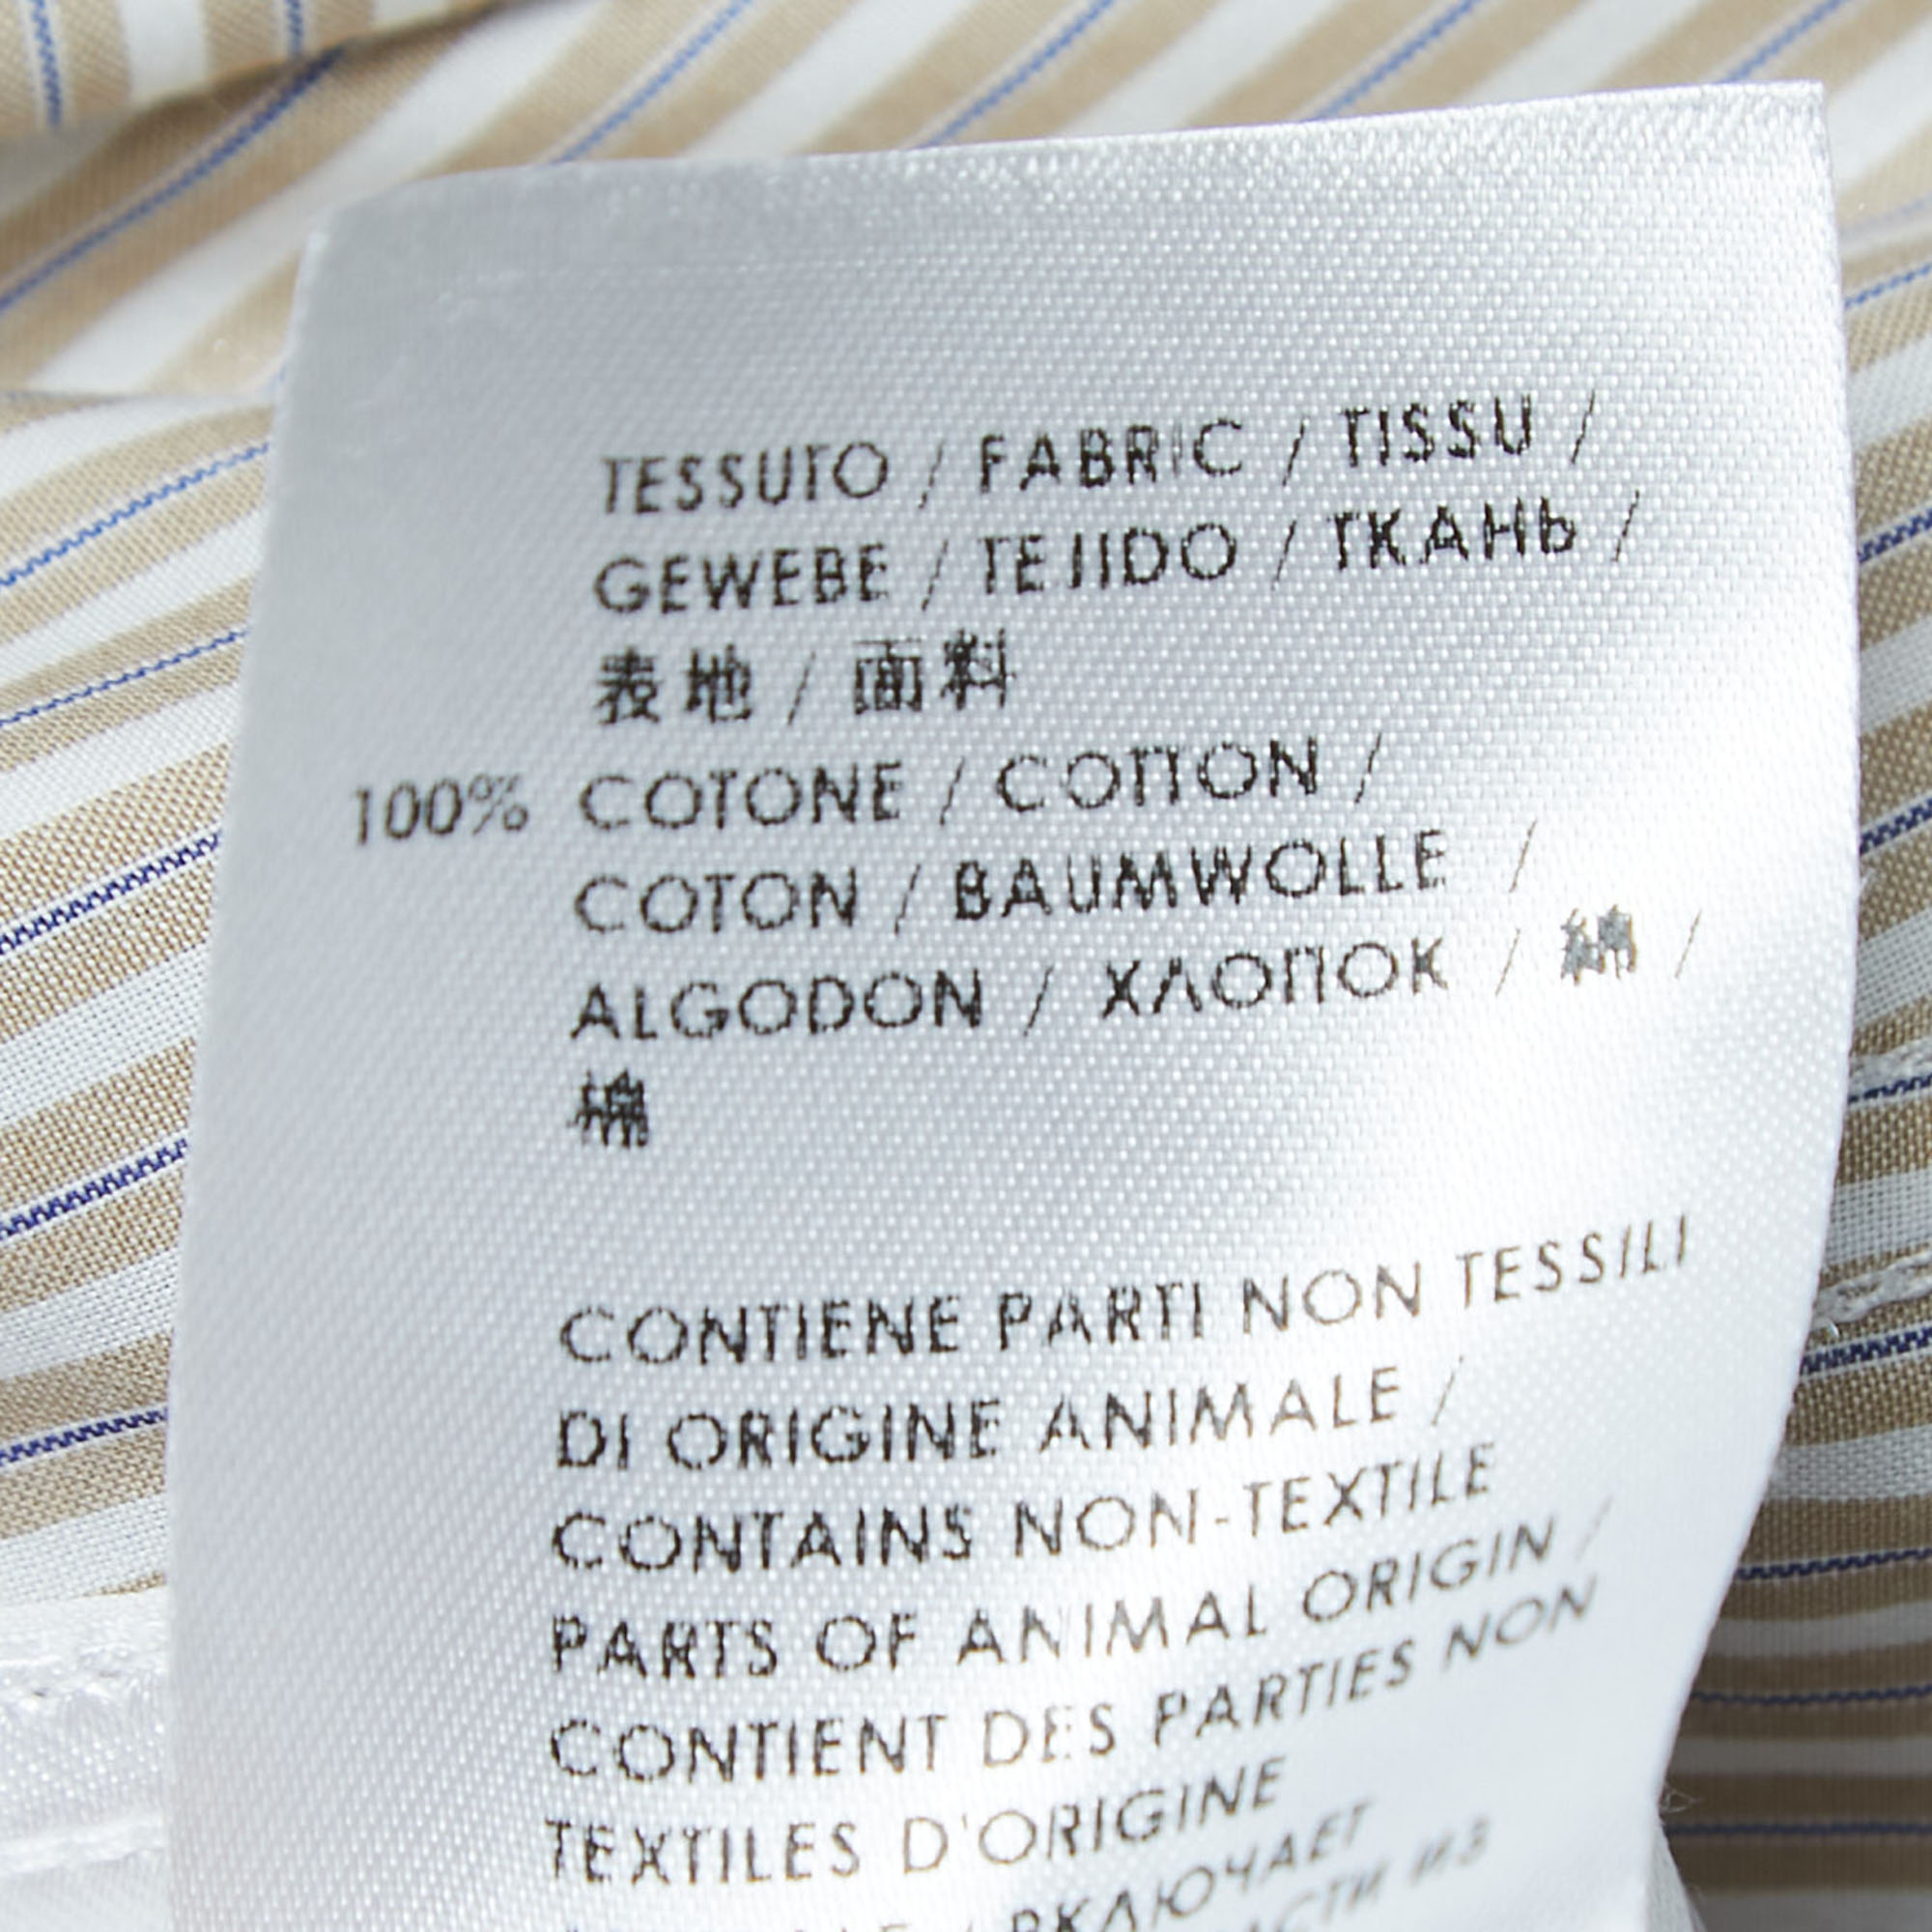 TESSUTO / FABRIC / TISSU /
GEWEBE / TEJIDO / ТКАНЬ /
表地 / 面料
100% COTONE / COTTON /
COTON / BAUMWOLLE /
ALGODON / ХЛОПОК / 綿 /
棉
CONTIENE PARTI NON TESSILI
DI ORIGINE ANIMALE /
CONTAINS NON-TEXTILE
PARTS OF ANIMAL ORIGIN /
CONTIENT DES PARTIES NON
TEXTILES D'ORIGINE
/ ВКЛЮЧАЕТ
ИЗ